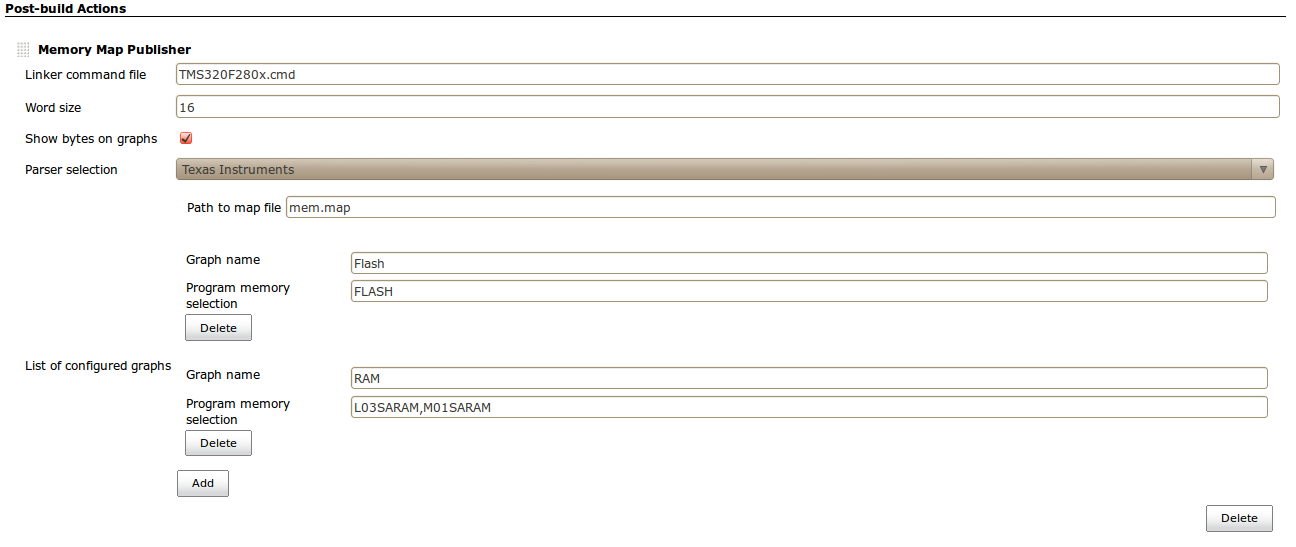 Post-build Actions
Memory Map Publisher
Linker command file TMS320F280x.cmd
Word size 16
Show bytes on graphs
Parser selection Texas Instruments
Path to map file mem.map
Graph name Flash
Program memory selection FLASH
Delete
List of configured graphs
Graph name RAM
Program memory selection L03SARAM,M01SARAM
Delete
Add
Delete